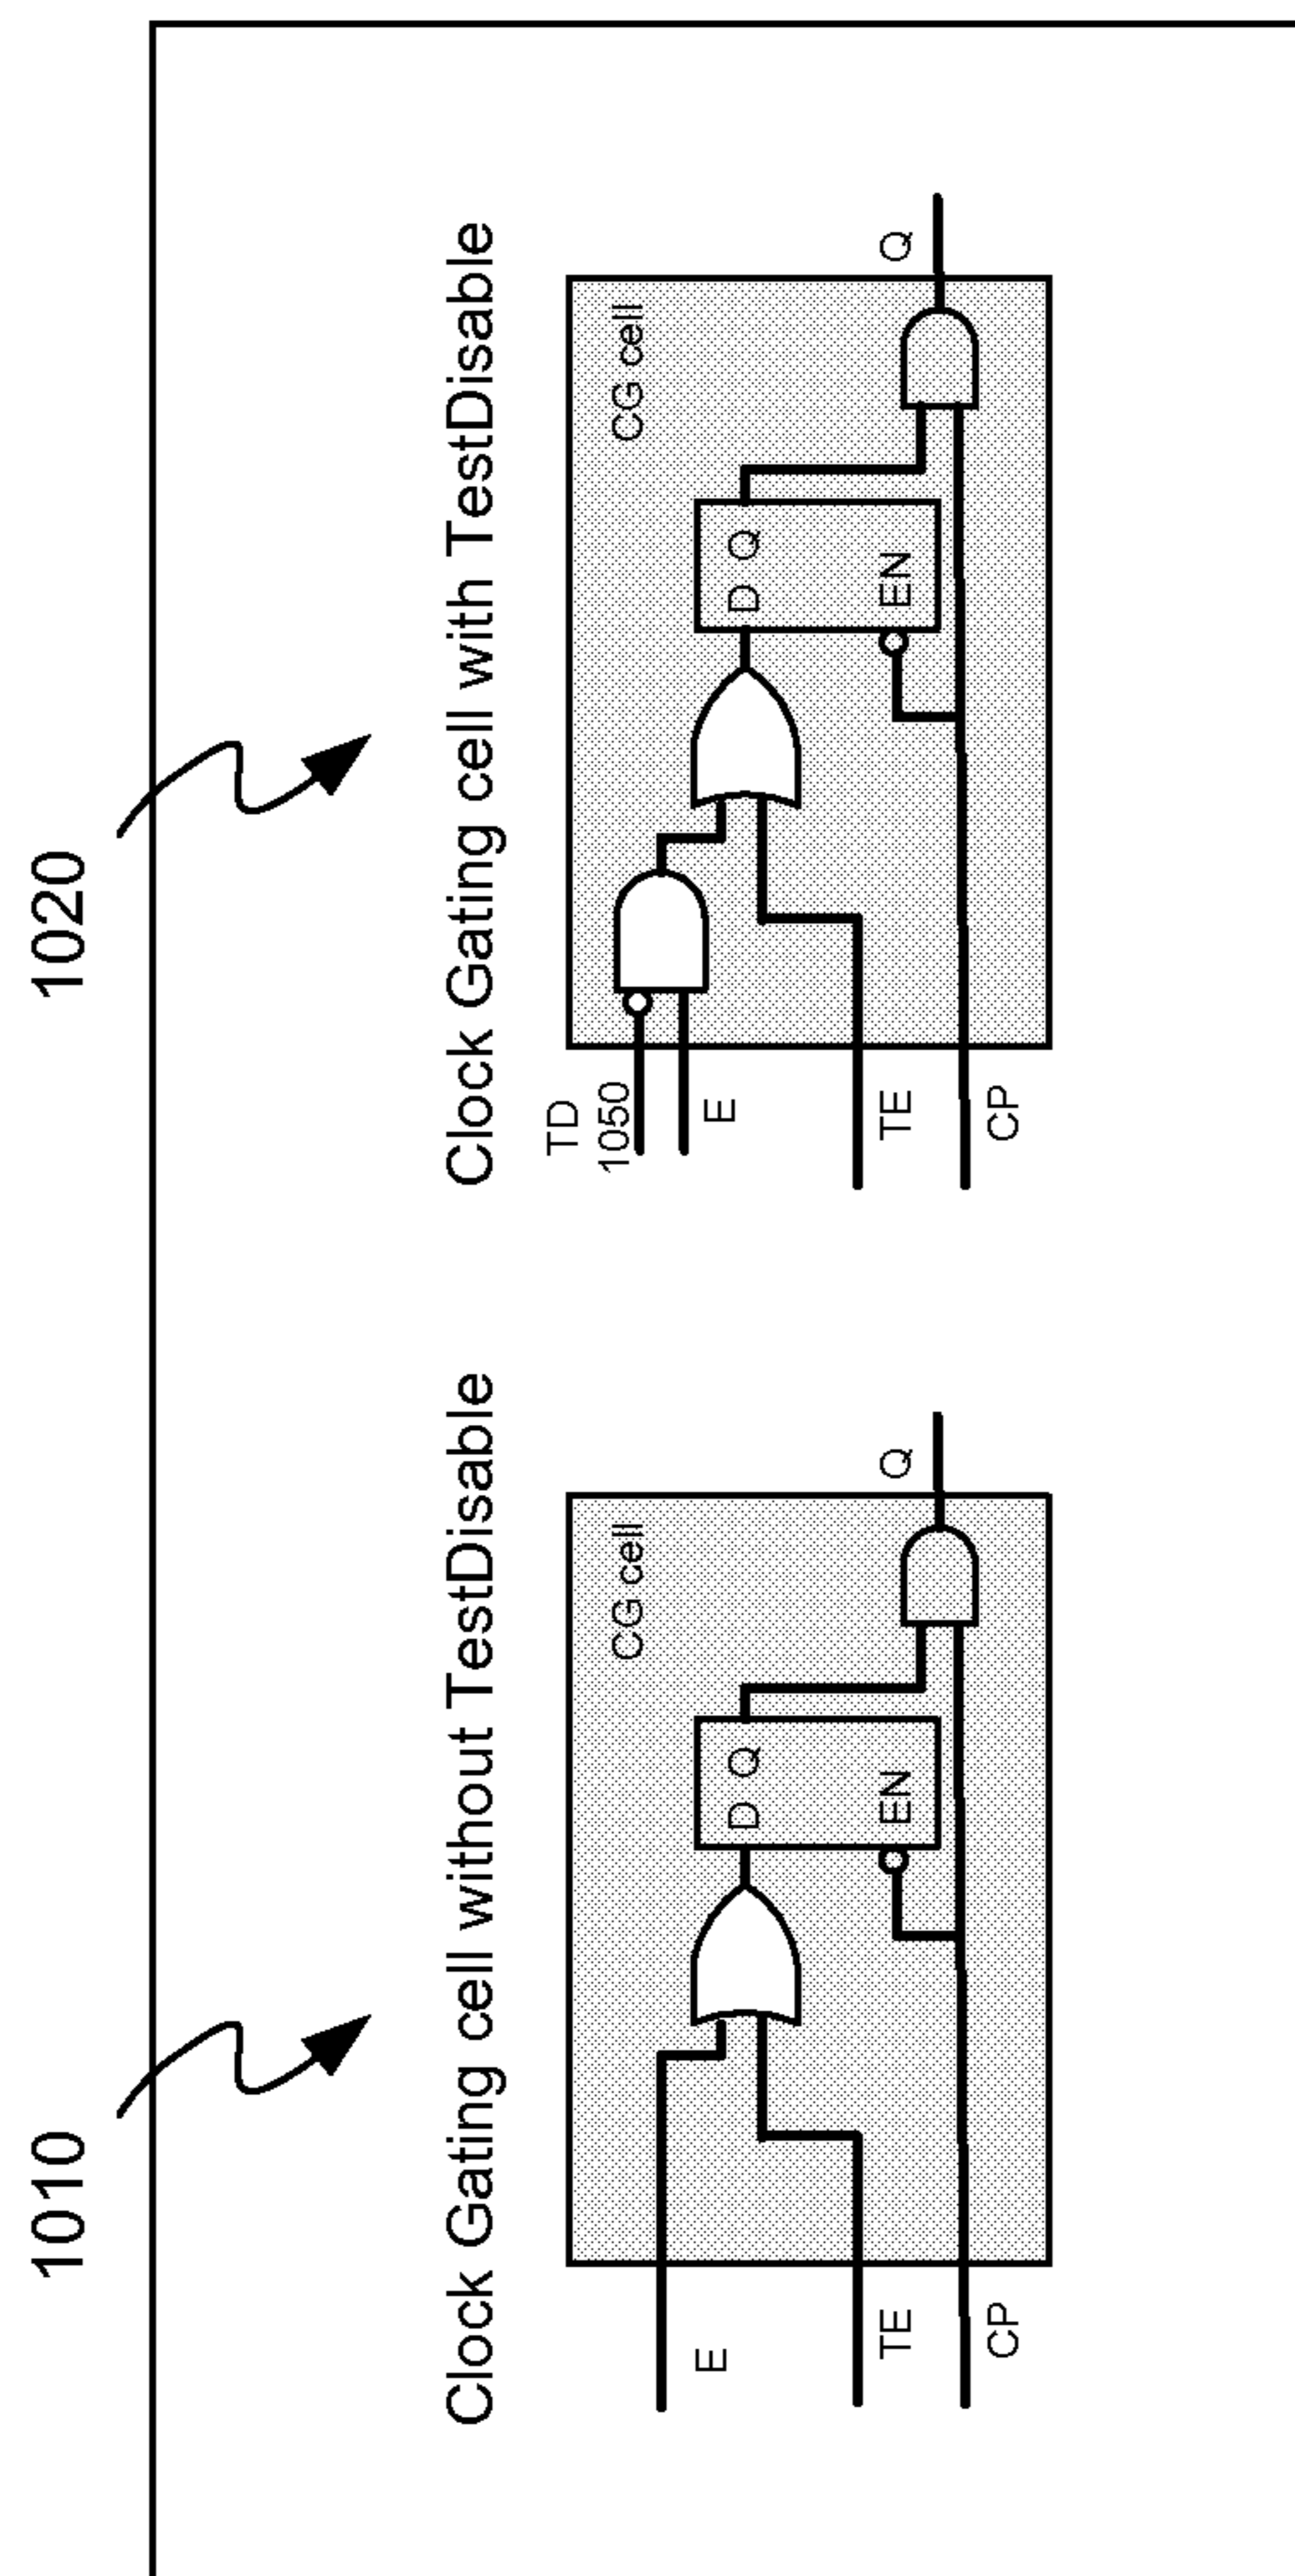 1010
1020
Clock Gating cell without TestDisable
Clock Gating cell with TestDisable
CG cell
E
D Q
EN
TE
CP
Q
CG cell
TD
1050
E
D Q
EN
TE
CP
Q